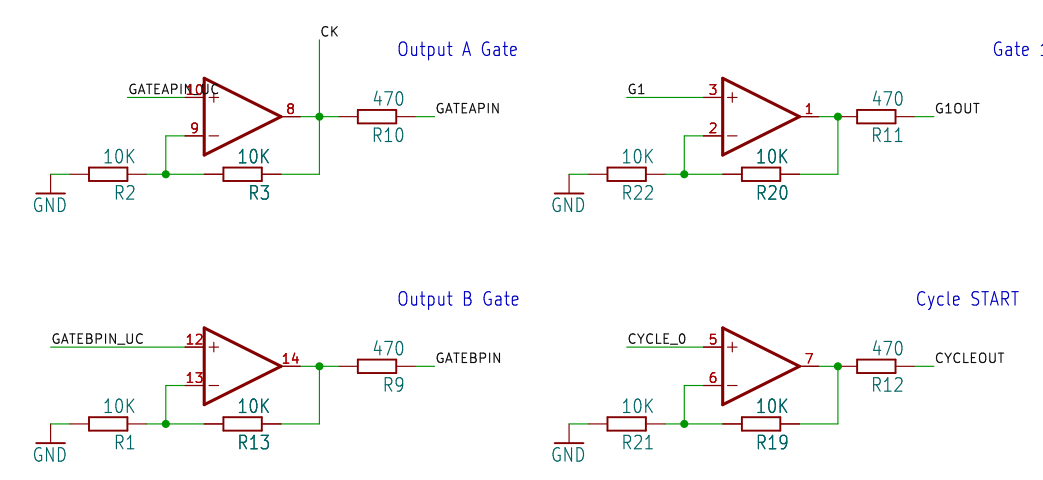 CK
Output A Gate
Gate 1
GATEAPIN_UC
10
+
8
470
GATEAPIN
R10
9
−
10K
R2
10K
R3
GND
G1
3
+
1
470
G1OUT
R11
2
−
10K
R22
10K
R20
GND
Output B Gate
Cycle START
GATEBPIN_UC
12
+
14
470
GATEBPIN
R9
13
−
10K
R1
10K
R13
GND
CYCLE_O
5
+
7
470
CYCLEOUT
R12
6
−
10K
R21
10K
R19
GND